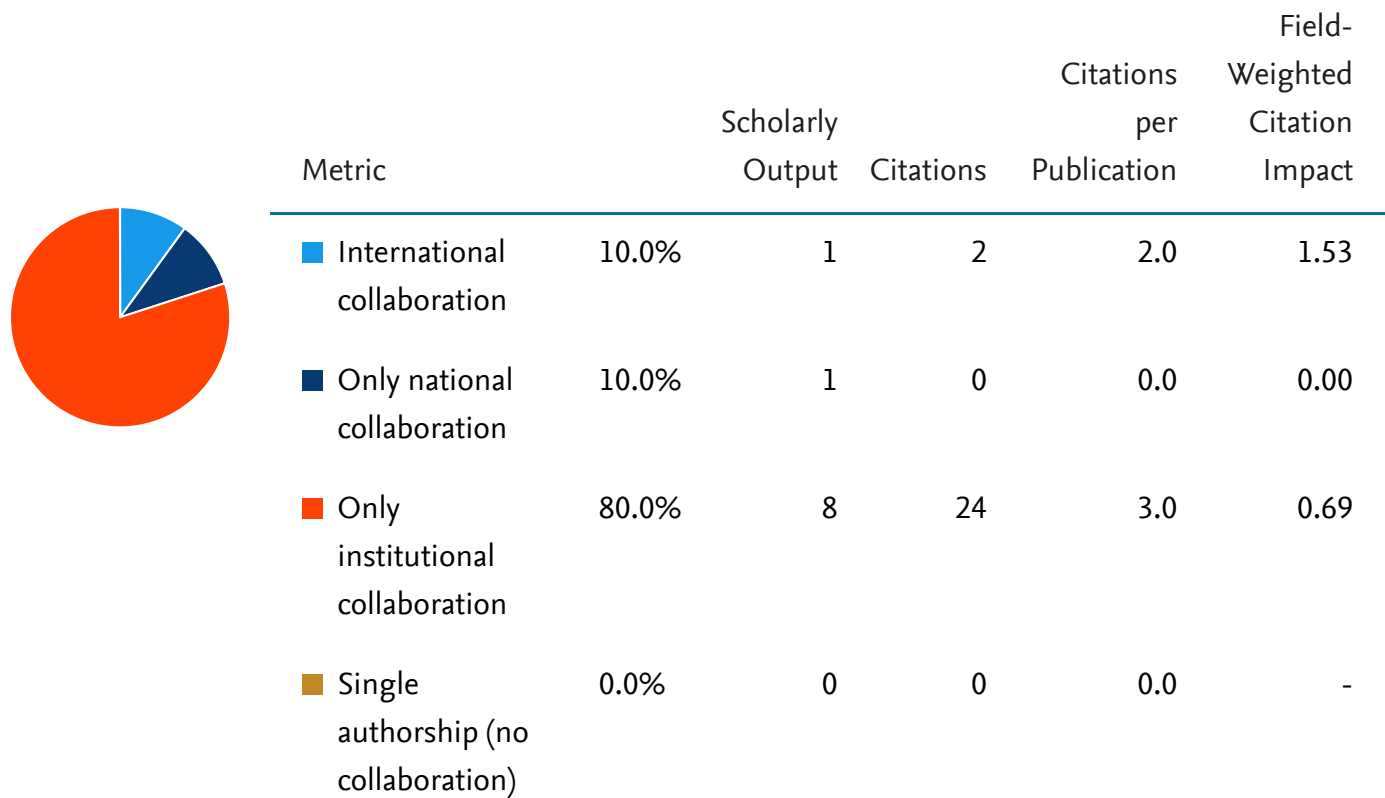 Field-
Citations Weighted
Scholarly per Citation
Metric Output Citations Publication Impact
International 10.0% 1 2 2.0 1.53
collaboration
Only national 10.0% 1 0 0.0 0.00
collaboration
Only 80.0% 8 24 3.0 0.69
institutional
collaboration
Single 0.0% 0 0 0.0 -
authorship (no
collaboration)